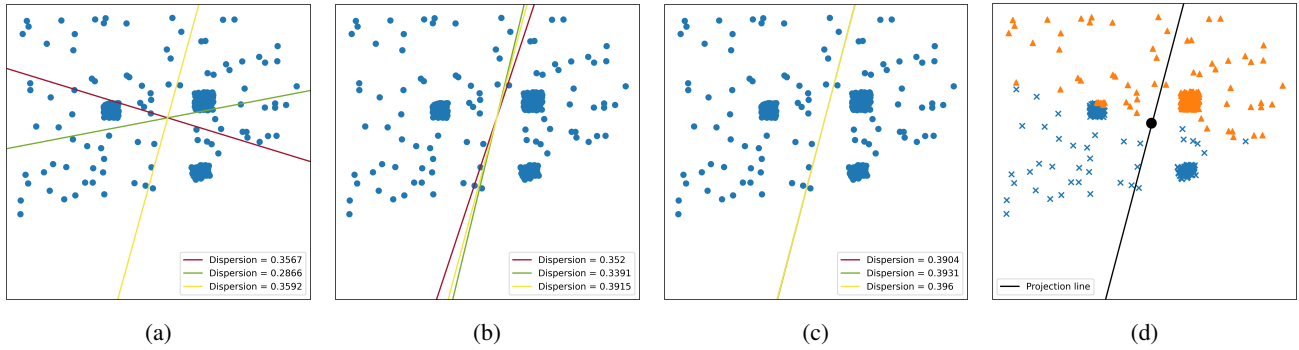 Dispersion = 0.3567
Dispersion = 0.2866
Dispersion = 0.3592
Dispersion = 0.352
Dispersion = 0.3391
Dispersion = 0.3915
Dispersion = 0.3904
Dispersion = 0.3931
Dispersion = 0.396
Projection line
(a)
(b)
(c)
(d)